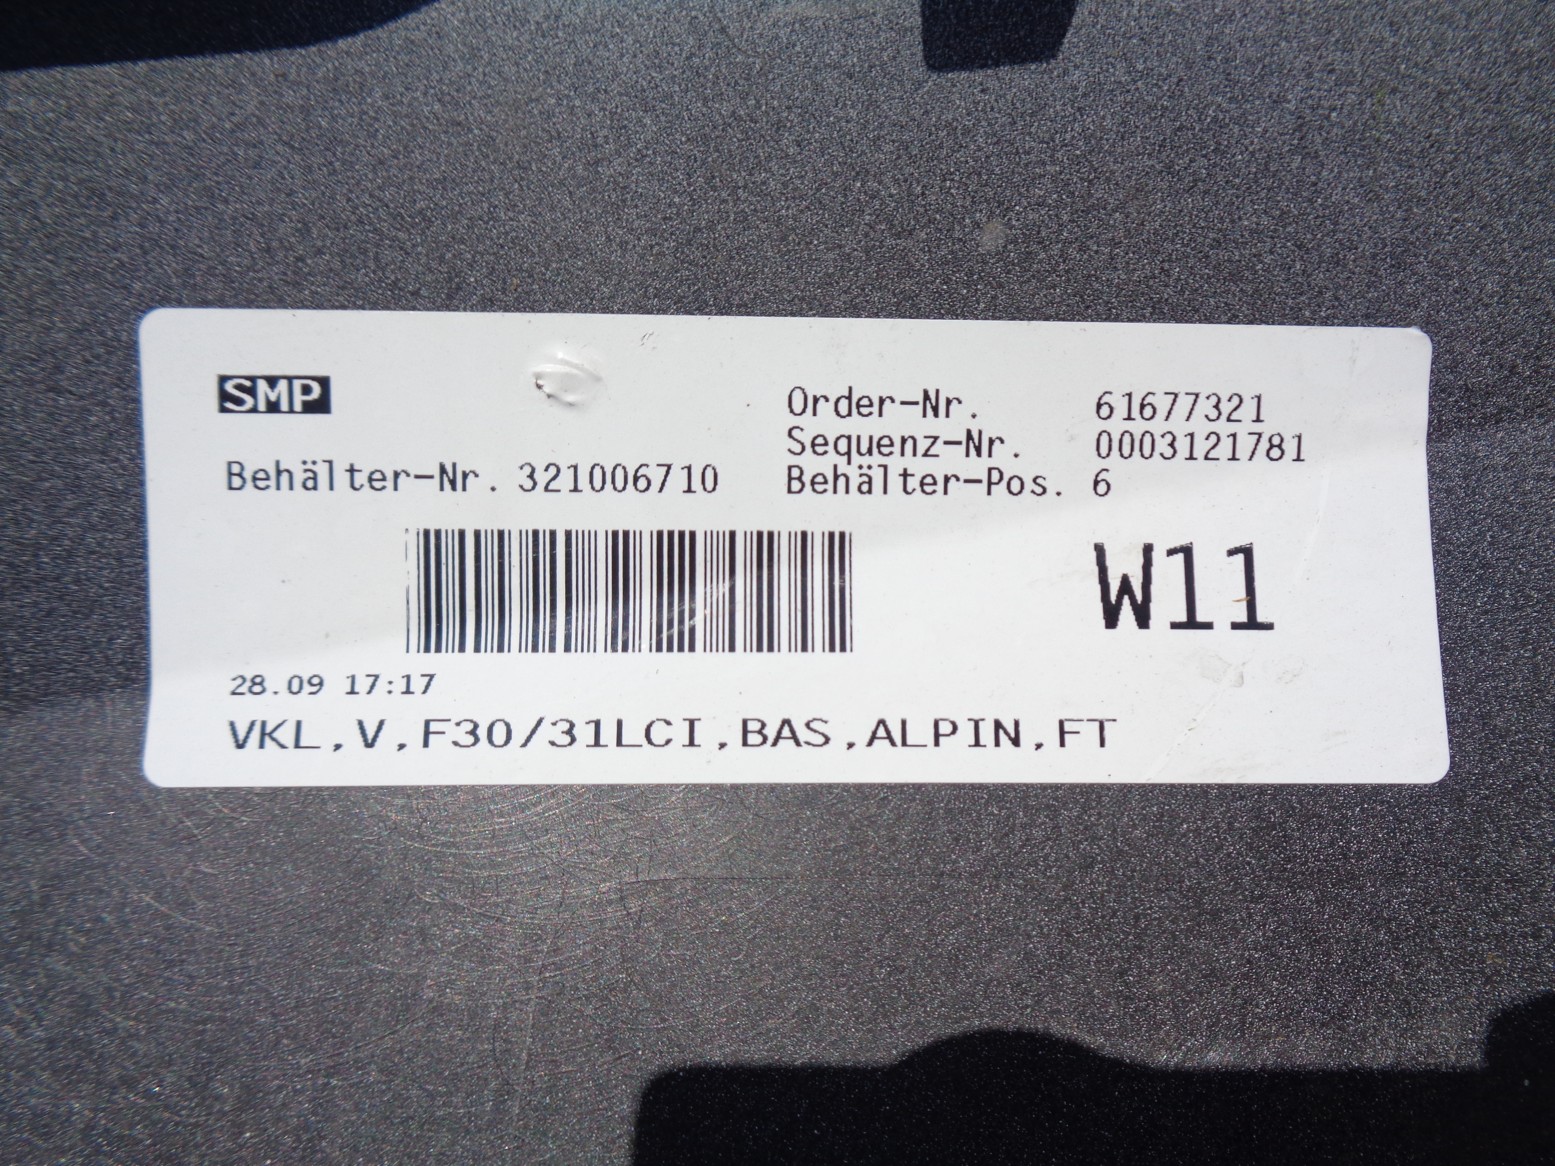 SMP
Order-Nr. 61677321
Sequenz-Nr. 0003121781
Behälter-Nr. 321006710 Behälter-Pos. 6
W11
28.09 17:17
VKL,V,F30/31LCI,BAS,ALPIN,FT